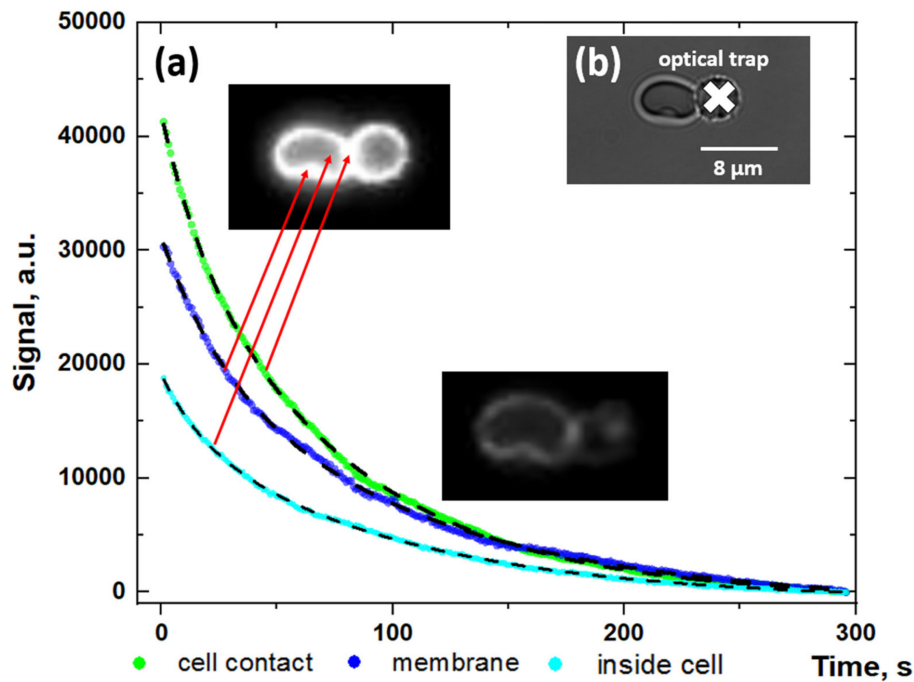 50000
40000
30000
20000
10000
0
Signal, a.u.
(a)
(b)
optical trap
8 μm
0
100
200
300
cell contact
membrane
inside cell
Time, s